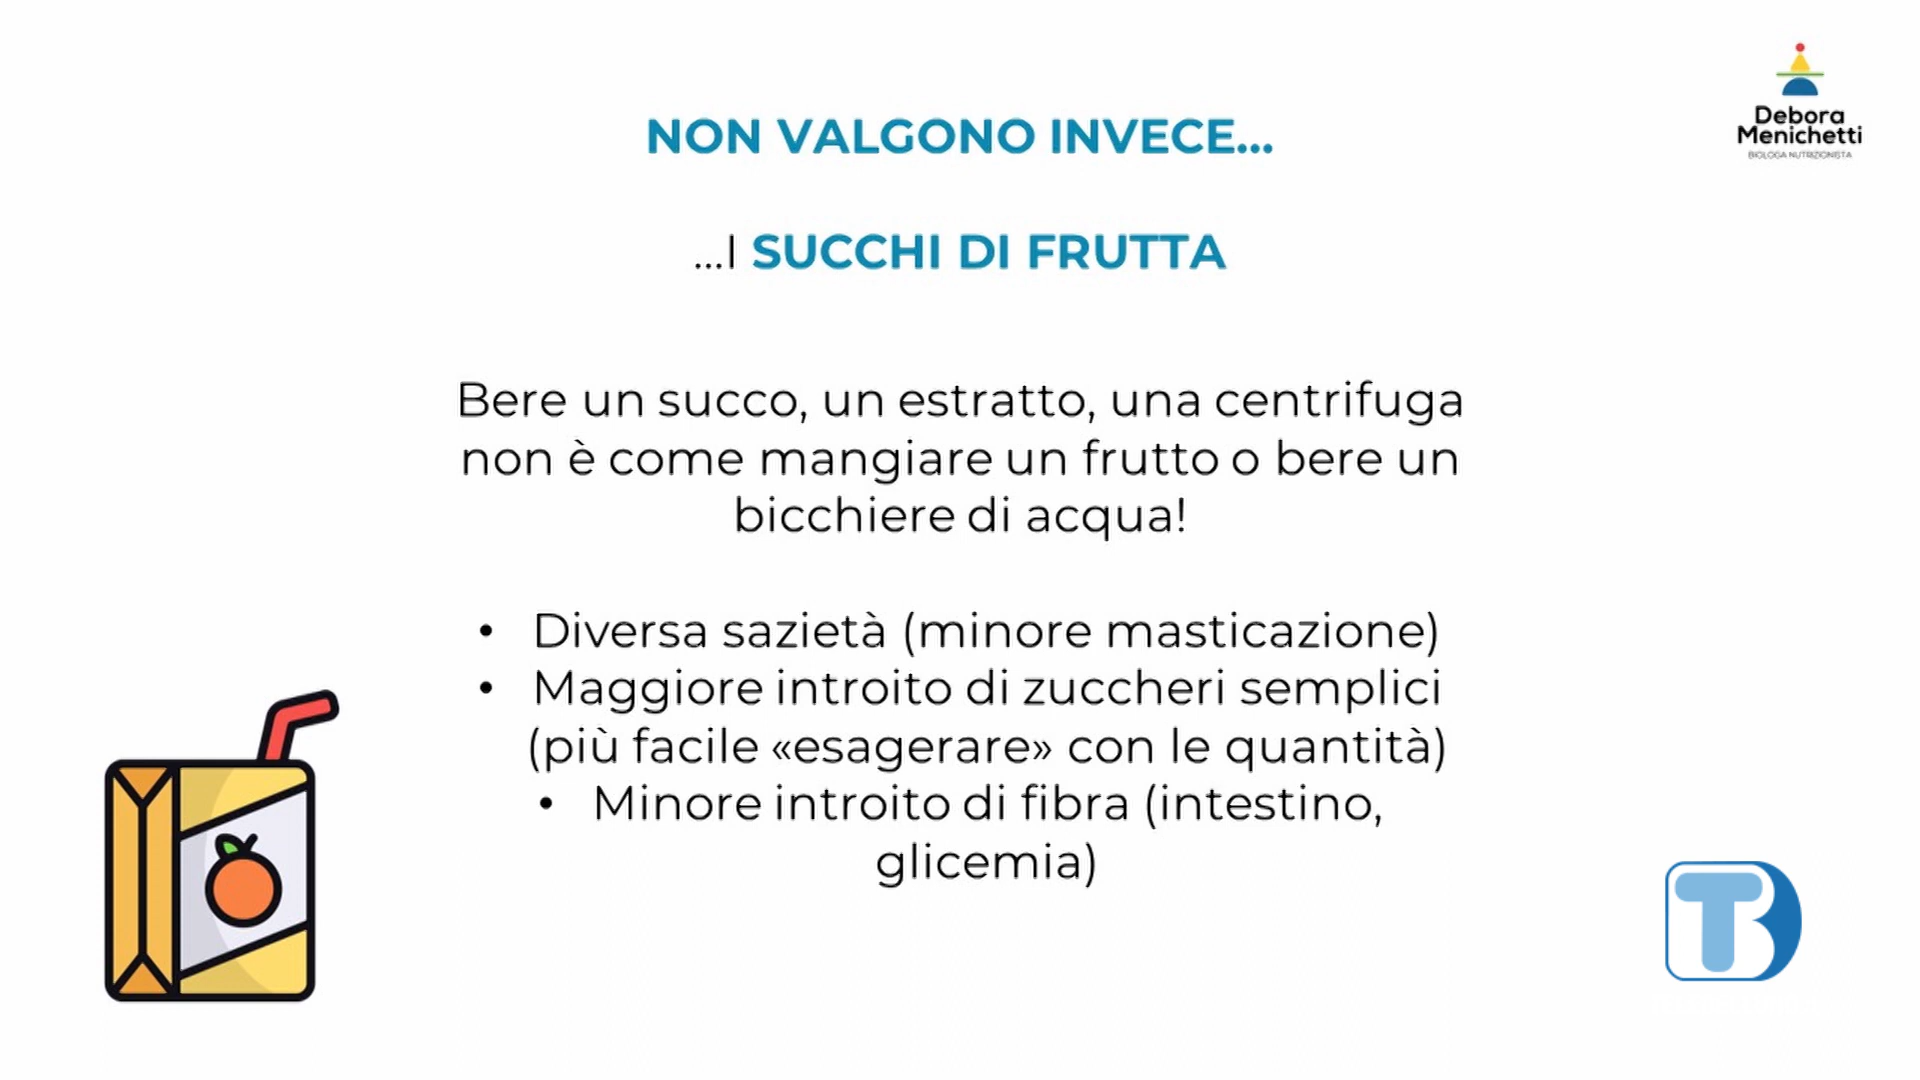 NON VALGONO INVECE...
...I SUCCHI DI FRUTTA
Bere un succo, un estratto, una centrifuga
non è come mangiare un frutto o bere un
bicchiere di acqua!
• Diversa sazietà (minore masticazione)
• Maggiore introito di zuccheri semplici
(più facile «esagerare» con le quantità)
• Minore introito di fibra (intestino,
glicemia)
Debora
Menichetti
BIOLOGA NUTRIZIONISTA
TB